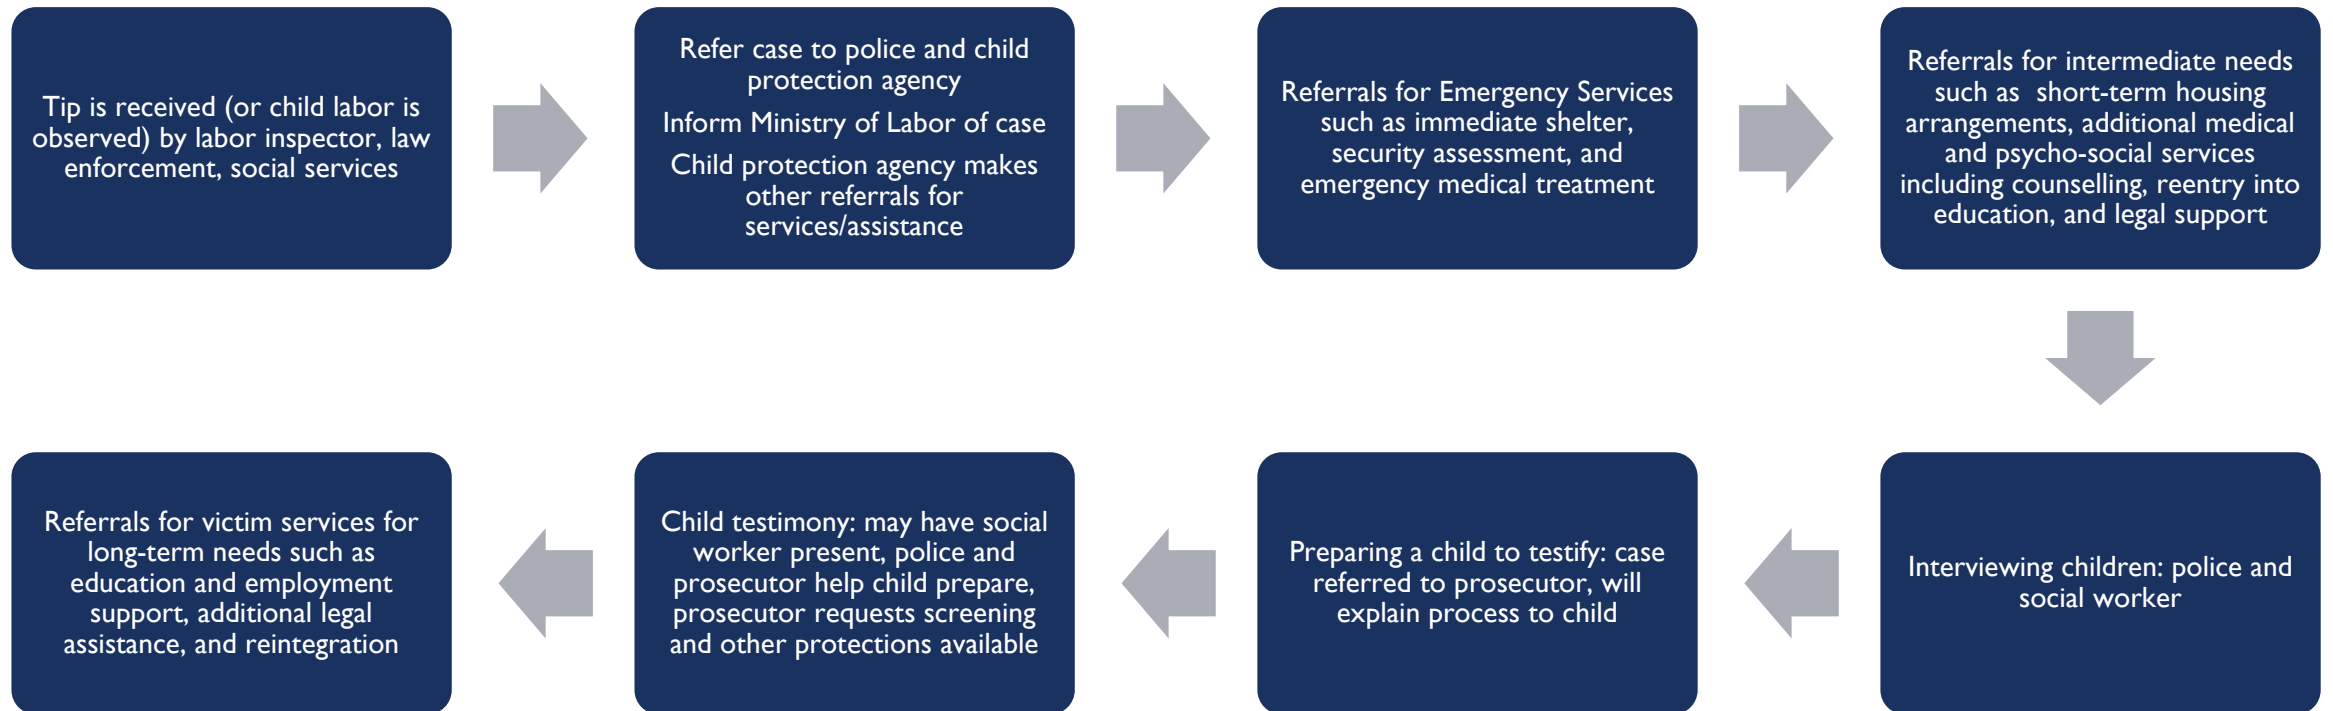 Tip is received (or child labor is
observed) by labor inspector, law
enforcement, social services
Refer case to police and child
protection agency
Inform Ministry of Labor of case
Child protection agency makes
other referrals for
services/assistance
Referrals for Emergency Services
such as immediate shelter,
security assessment, and
emergency medical treatment
Referrals for intermediate needs
such as  short-term housing
arrangements, additional medical
and psycho-social services
including counselling, reentry into
education, and legal support
Interviewing children: police and
social worker
Preparing a child to testify: case
referred to prosecutor, will
explain process to child
Child testimony: may have social
worker present, police and
prosecutor help child prepare,
prosecutor requests screening
and other protections available
Referrals for victim services for
long-term needs such as
education and employment
support, additional legal
assistance, and reintegration